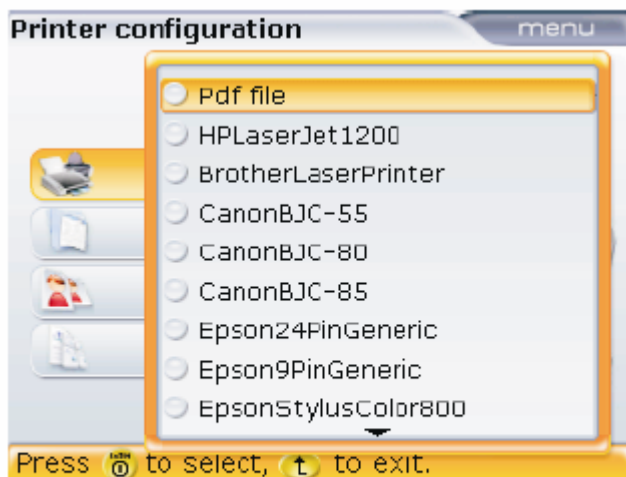 Printer configuration
menu
Pdf file
HPLaserJet1200
BrotherLaserPrinter
CanonBJC-55
CanonBJC-80
CanonBJC-85
Epson24PinGeneric
Epson9PinGeneric
EpsonStylusColor800
Press to select, to exit.